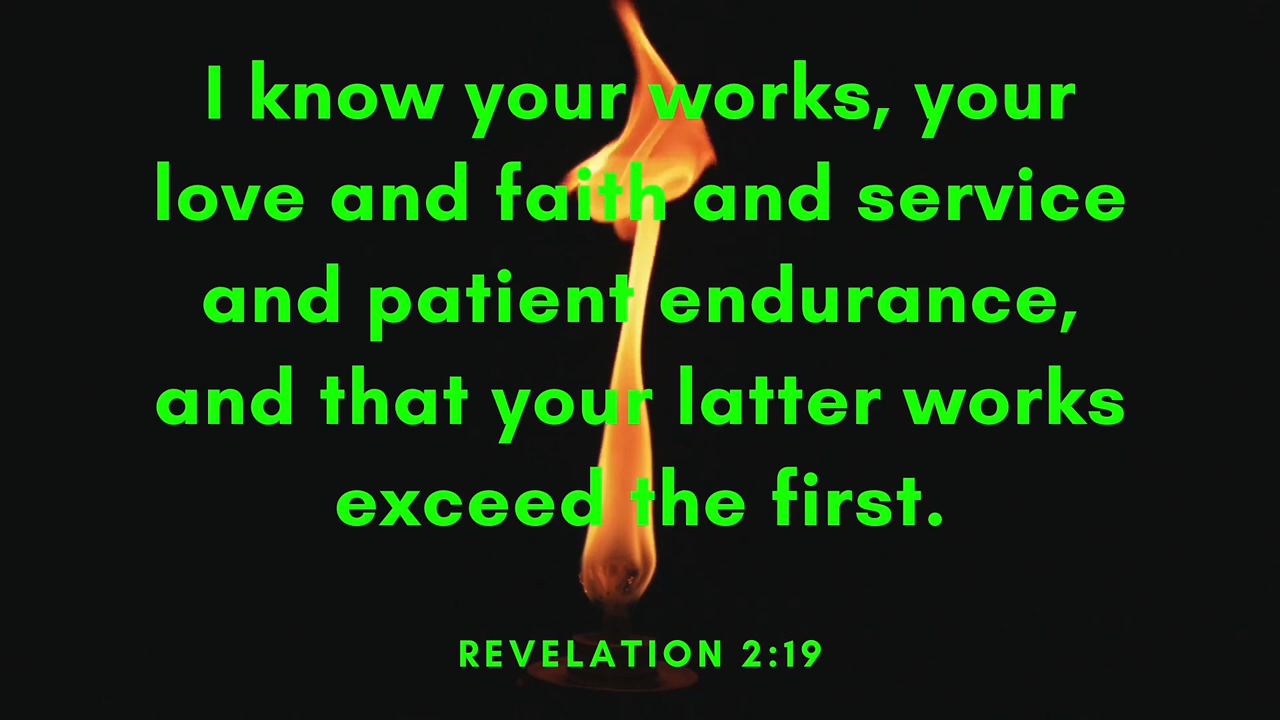 I know your works, your
love and faith and service
and patient endurance,
and that your latter works
exceed the first.
REVELATION 2:19